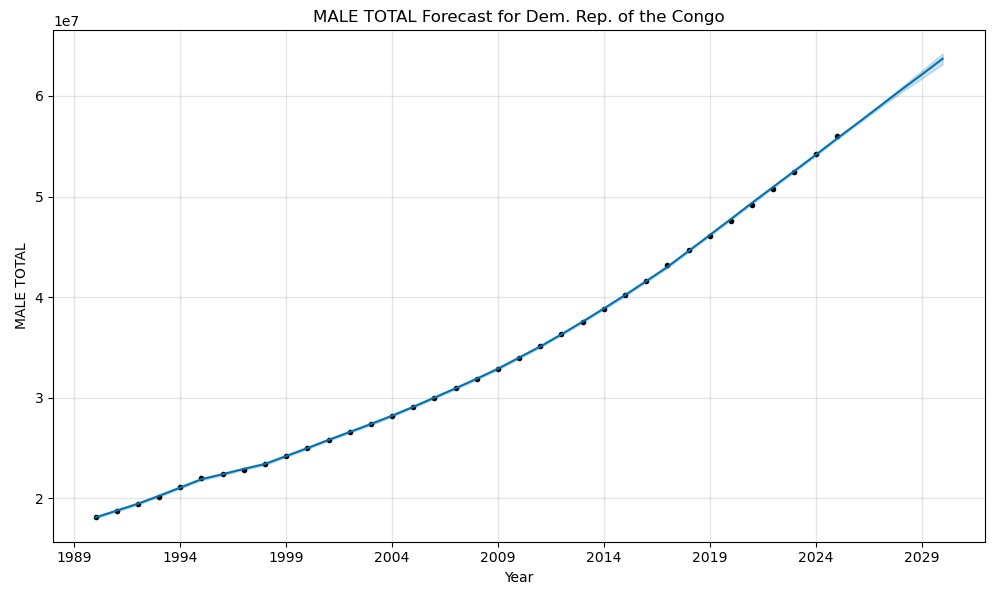 MALE TOTAL Forecast for Dem. Rep. of the Congo
1e7
6
5
4
3
2
MALE TOTAL
1989 1994 1999 2004 2009 2014 2019 2024 2029
Year